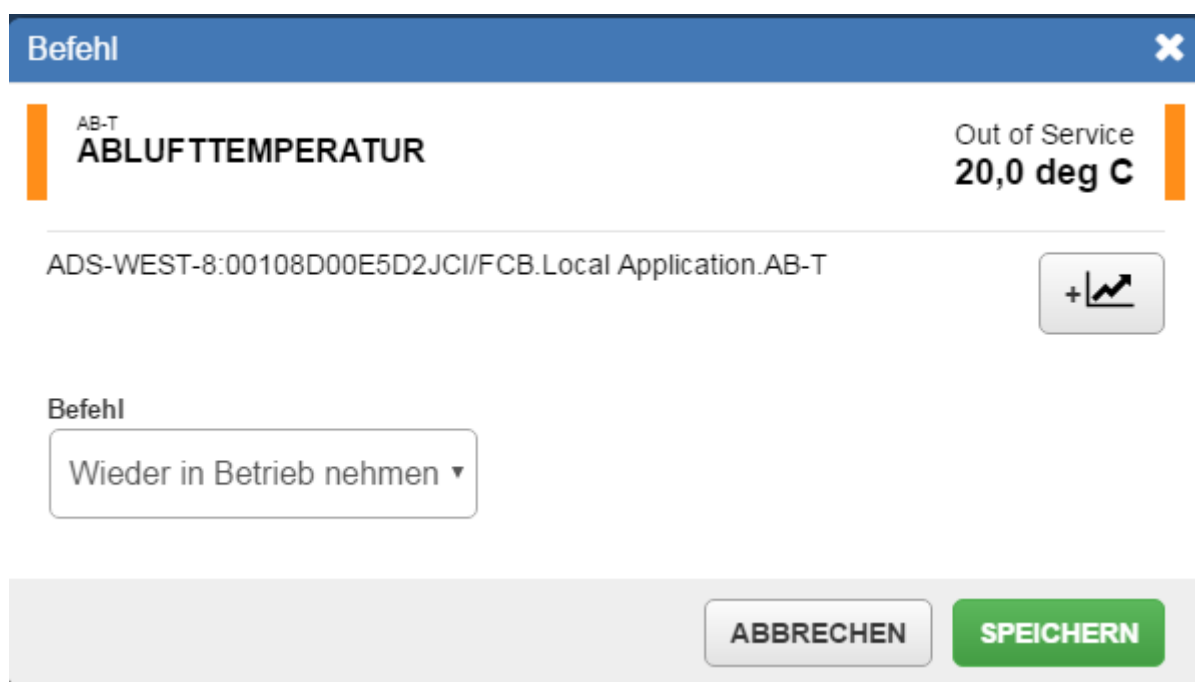 Befehl
AB-T
ABLUFTTEMPERATUR
Out of Service
20,0 deg C
ADS-WEST-8:00108D00E5D2JCI/FCB.Local Application.AB-T
+
Befehl
Wieder in Betrieb nehmen
ABBRECHEN
SPEICHERN